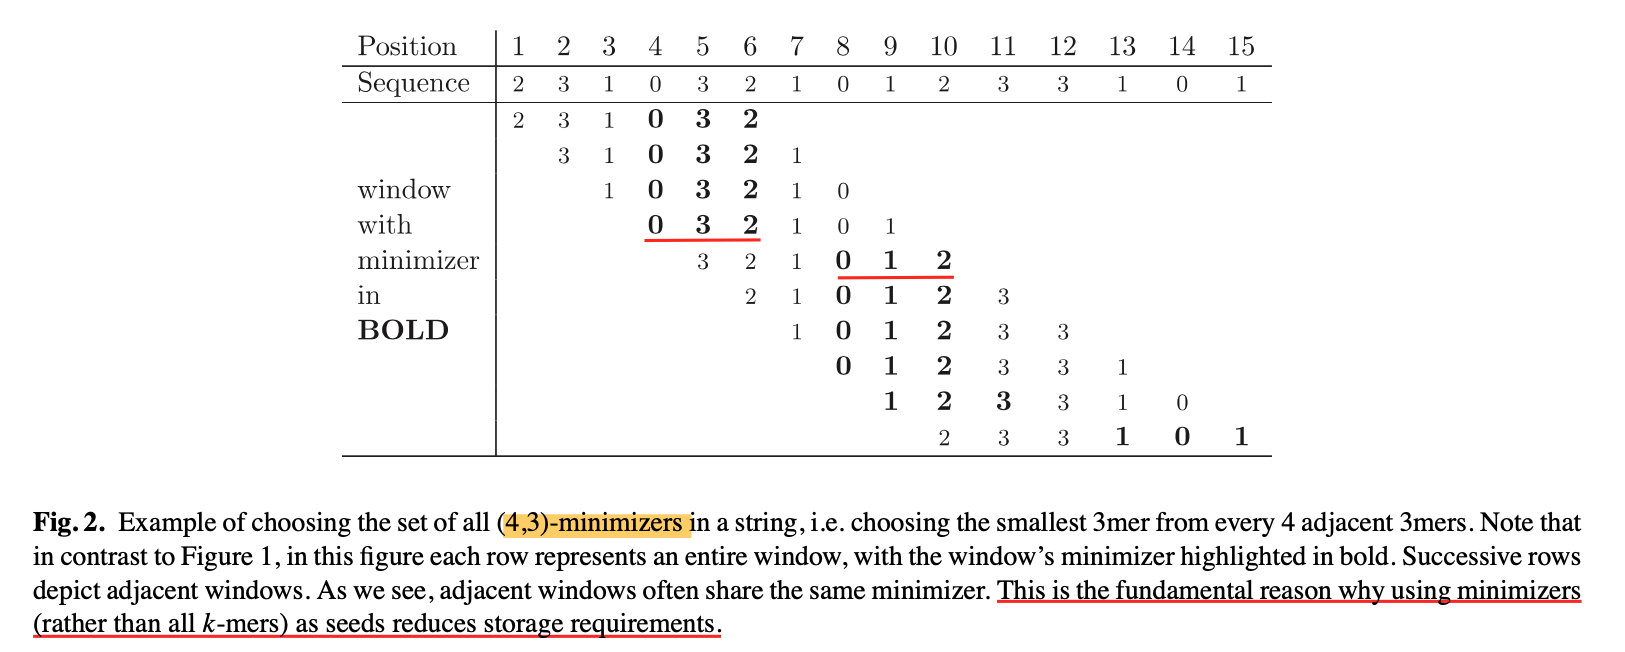 Position 1 2 3 4 5 6 7 8 9 10 11 12 13 14 15
Sequence 2 3 1 0 3 2 1 0 1 2 3 3 1 0 1
2 3 1 0 3 2
3 1 0 3 2 1
window 1 0 3 2 1 0
with 0 3 2 1 0 1
minimizer 3 2 1 0 1 2
in 2 1 0 1 2 3
BOLD 1 0 1 2 3 3
0 1 2 3 3 1
1 2 3 3 1 0
2 3 3 1 0 1
Fig. 2. Example of choosing the set of all (4,3)-minimizers in a string, i.e. choosing the smallest 3mer from every 4 adjacent 3mers. Note that
in contrast to Figure 1, in this figure each row represents an entire window, with the window's minimizer highlighted in bold. Successive rows
depict adjacent windows. As we see, adjacent windows often share the same minimizer. This is the fundamental reason why using minimizers
(rather than all k-mers) as seeds reduces storage requirements.